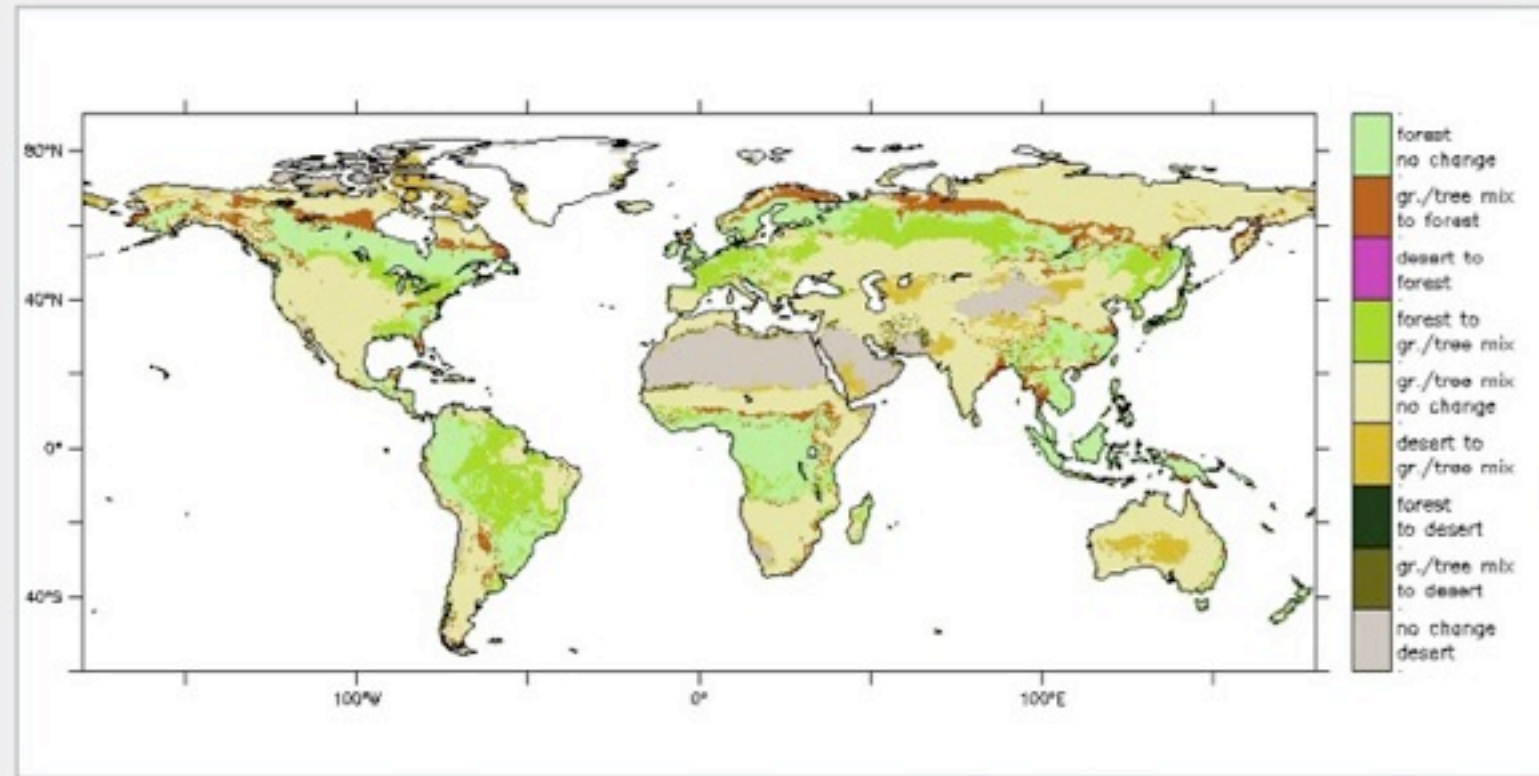 80°N
40°N
0°
40°S
100°W
0°
100°E
forest
no change
gr./tree mix
to forest
desert to
forest
forest to
gr./tree mix
gr./tree mix
no change
desert to
gr./tree mix
forest
to desert
gr./tree mix
to desert
no change
desert